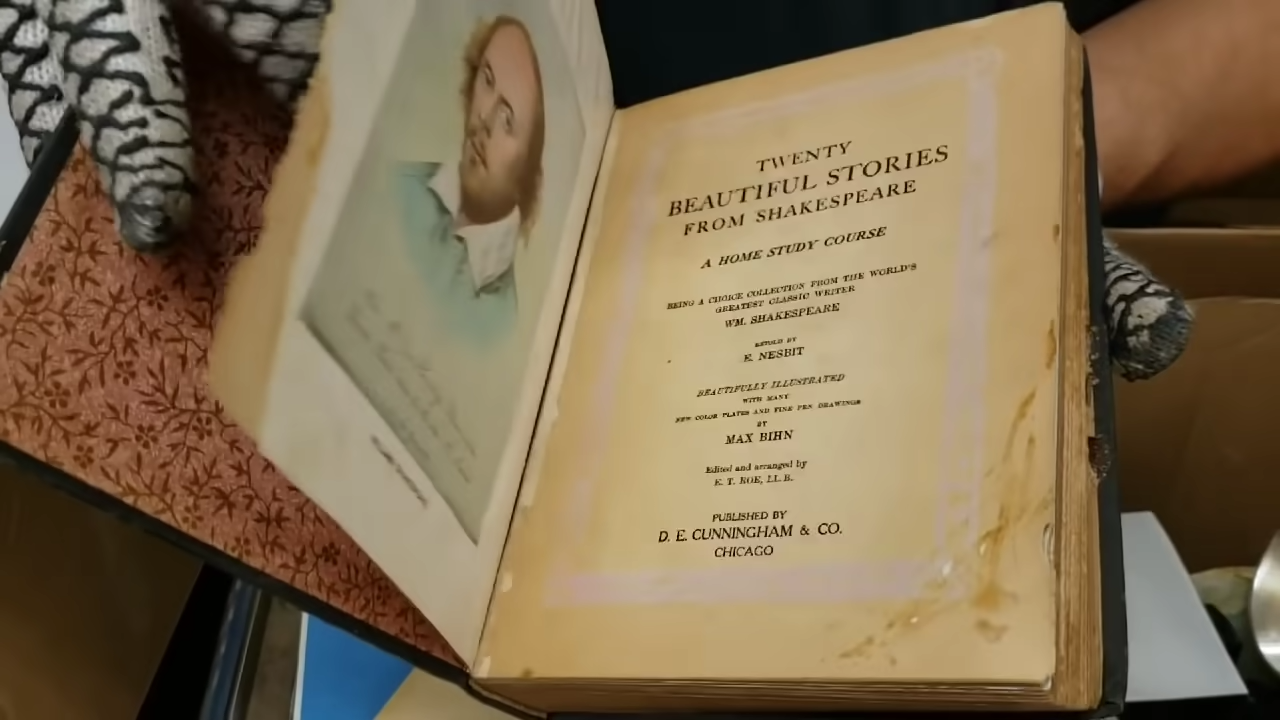 TWENTY
BEAUTIFUL STORIES
FROM SHAKESPEARE
A HOME STUDY COURSE
BEING A CHOICE COLLECTION FROM THE WORLD'S
GREATEST CLASSIC WRITER
WM. SHAKESPEARE
RETOLD BY
E. NESBIT
BEAUTIFULLY ILLUSTRATED
WITH MANY
NEW COLOR PLATES AND FINE PEN DRAWINGS
BY
MAX BIHN
Edited and arranged by
E. T. ROE, LL.B.
PUBLISHED BY
D. E. CUNNINGHAM & CO.
CHICAGO